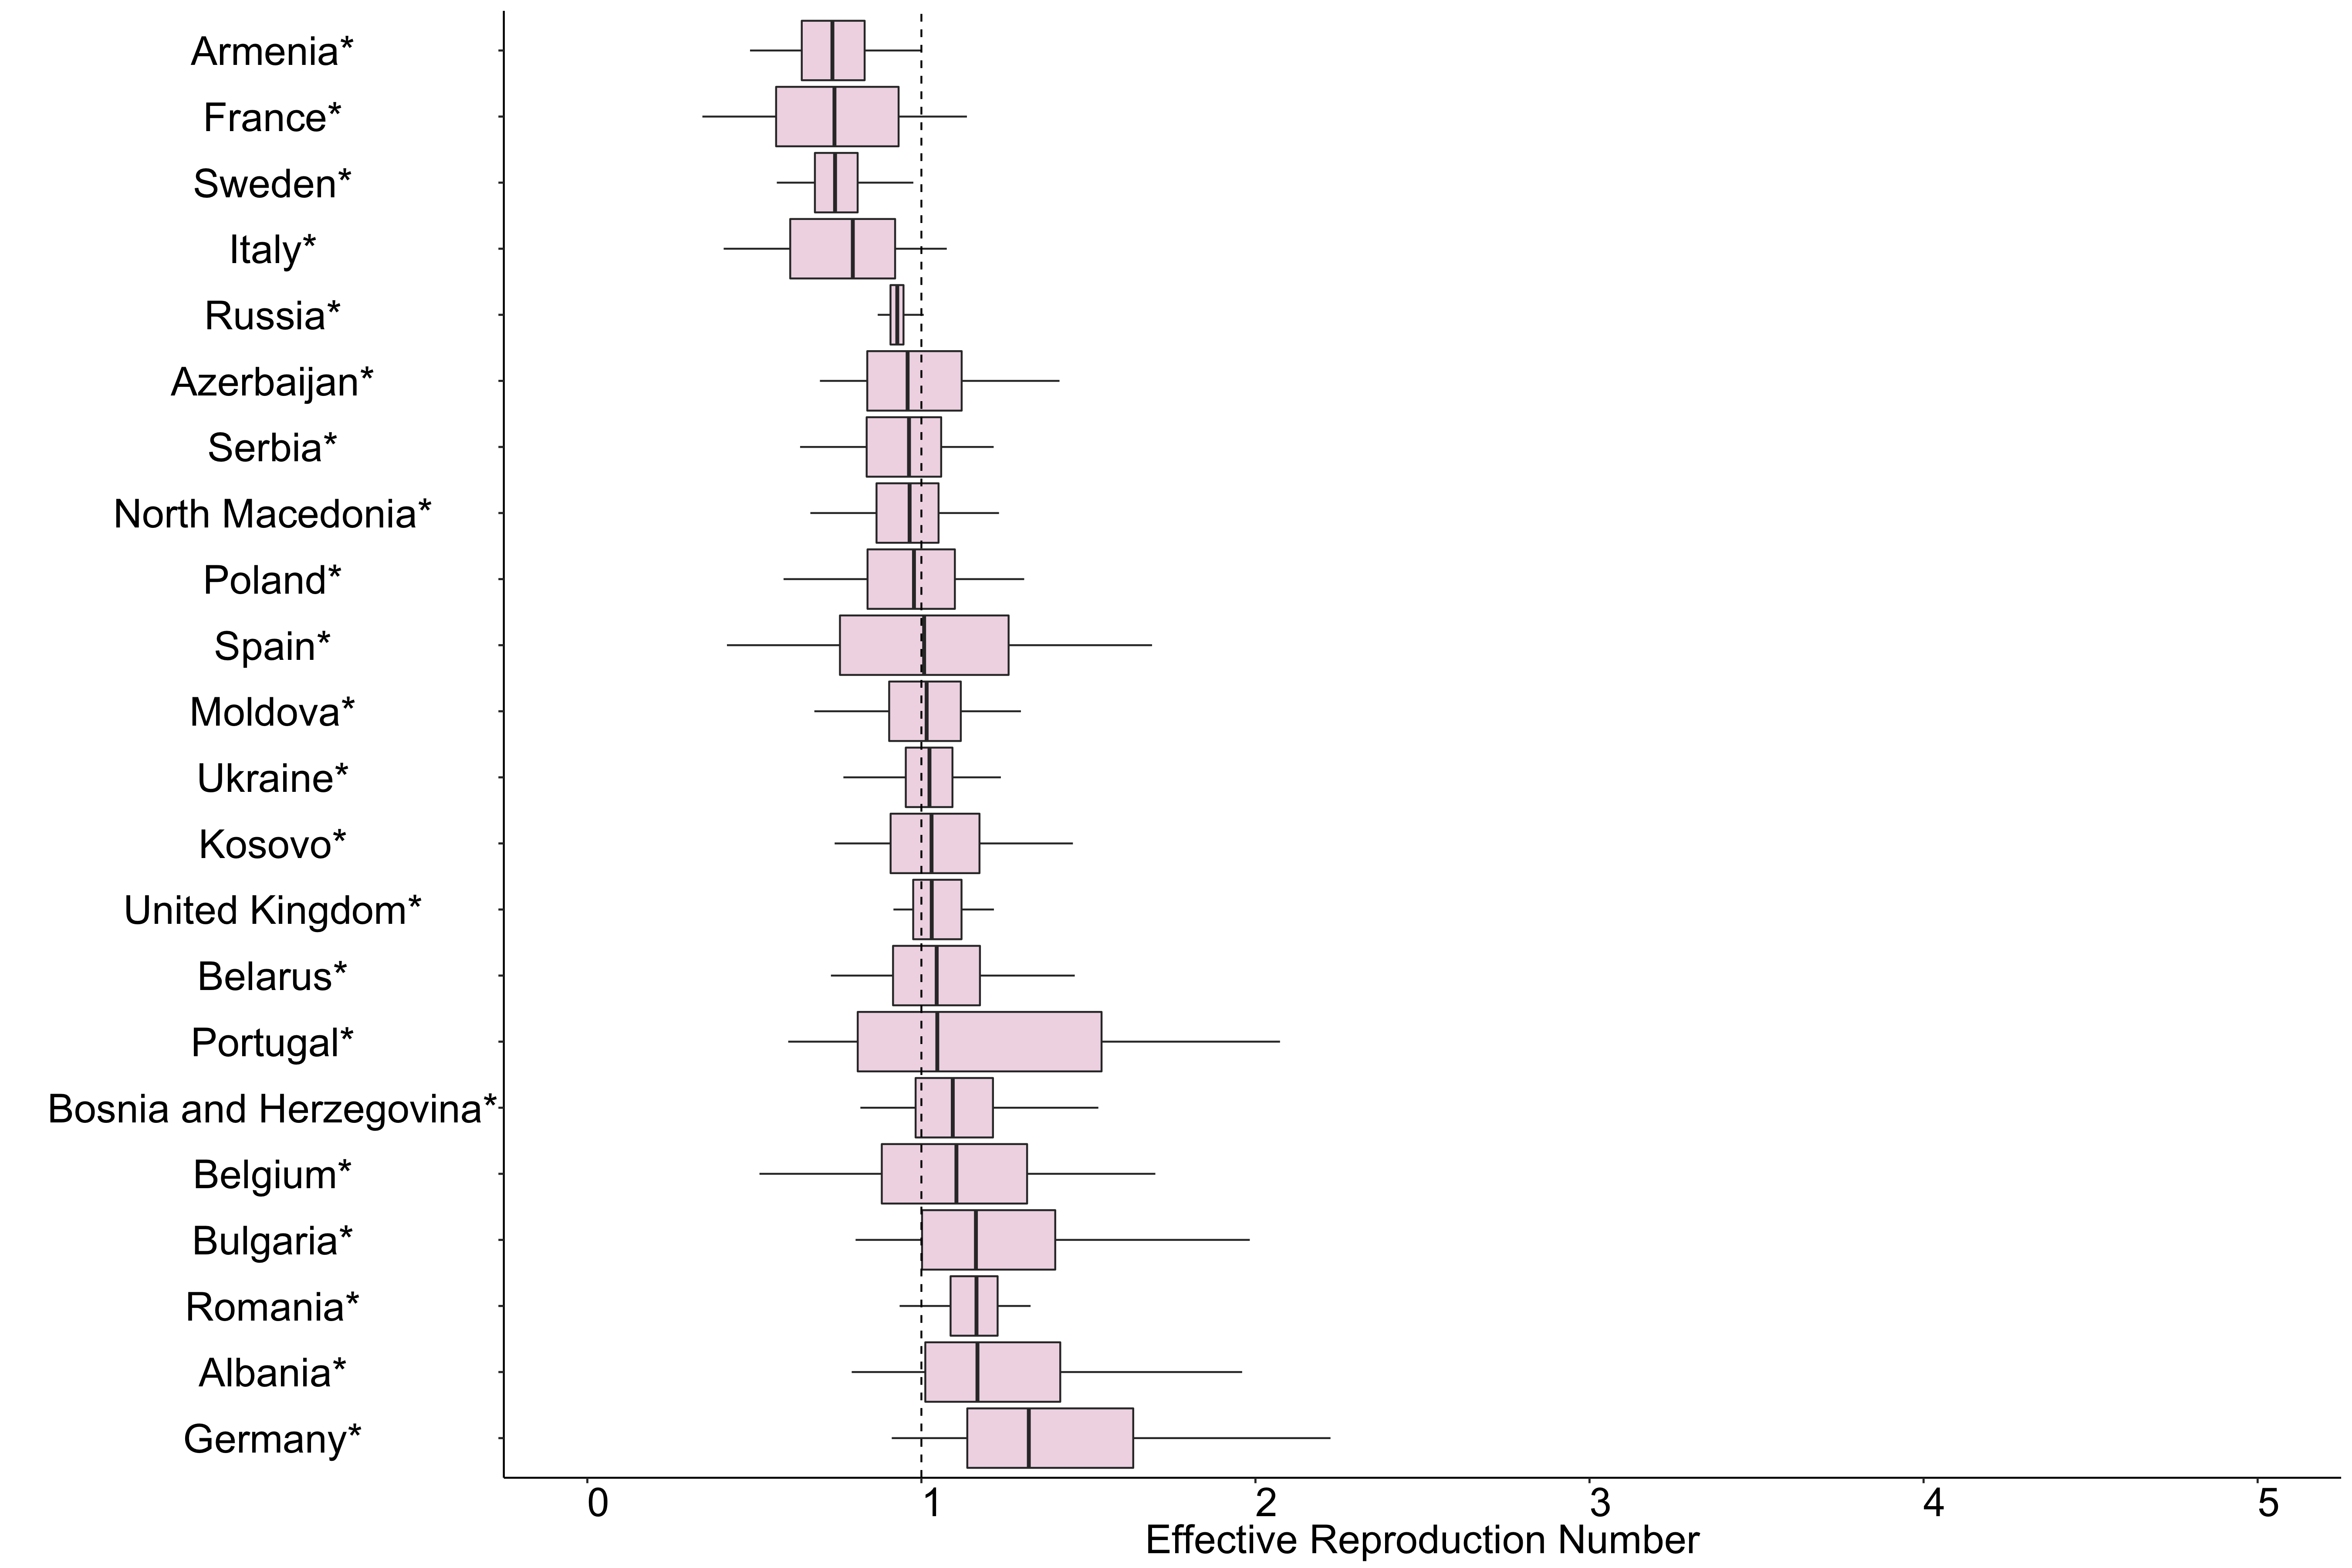 Armenia*
France*
Sweden*
Italy*
Russia*
Azerbaijan*
Serbia*
North Macedonia*
Poland*
Spain*
Moldova*
Ukraine*
Kosovo*
United Kingdom*
Belarus*
Portugal*
Bosnia and Herzegovina*
Belgium*
Bulgaria*
Romania*
Albania*
Germany*
0 1 2 3 4 5
Effective Reproduction Number